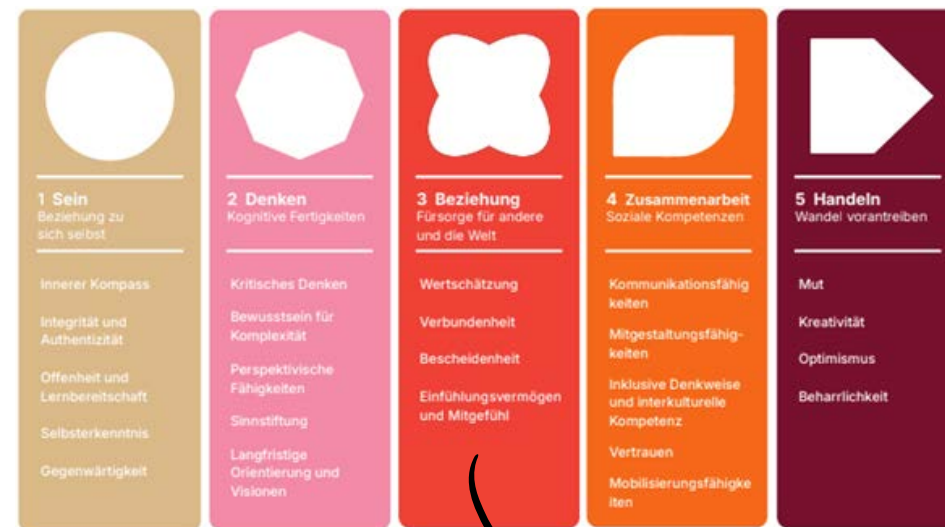 1 Sein
Beziehung zu
sich selbst
Innerer Kompass
Integrität und
Authentizität
Offenheit und
Lernbereitschaft
Selbsterkenntnis
Gegenwärtigkeit
2 Denken
Kognitive Fertigkeiten
Kritisches Denken
Bewusstsein für
Komplexität
Perspektivische
Fähigkeiten
Sinnstiftung
Langfristige
Orientierung und
Visionen
3 Beziehung
Fürsorge für andere
und die Welt
Wertschätzung
Verbundenheit
Bescheidenheit
Einfühlungsvermögen
und Mitgefühl
4 Zusammenarbeit
Soziale Kompetenzen
Kommunikationsfähig
keiten
Mitgestaltungsfähig-
keiten
Inklusive Denkweise
und interkulturelle
Kompetenz
Vertrauen
Mobilisierungsfähigke
iten
5 Handeln
Wandel vorantreiben
Mut
Kreativität
Optimismus
Beharrlichkeit